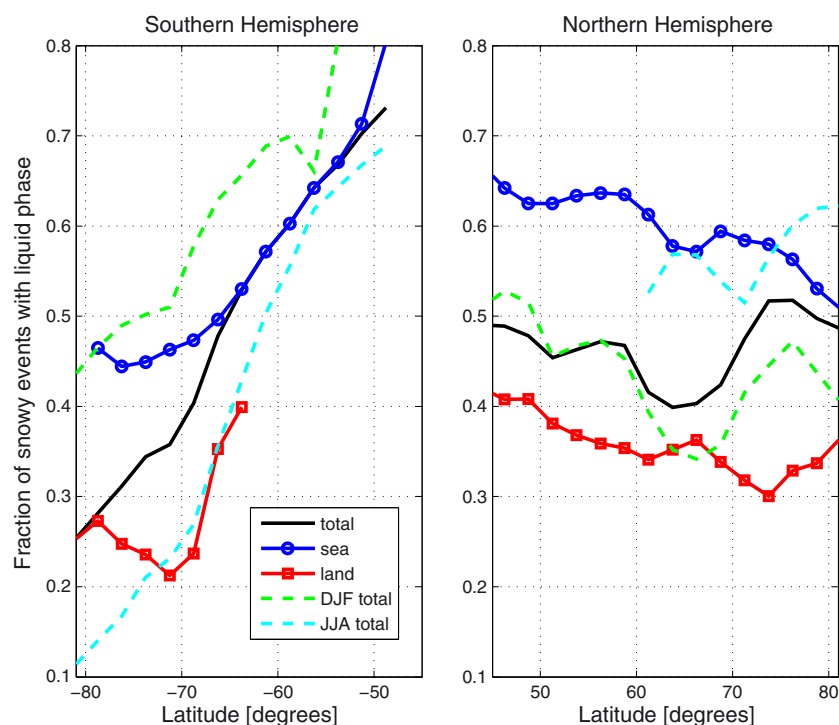 Southern Hemisphere
Northern Hemisphere
Fraction of snowy events with liquid phase
0.8
0.7
0.6
0.5
0.4
0.3
0.2
0.1
−80
−70
−60
−50
Latitude [degrees]
total
sea
land
DJF total
JJA total
0.8
0.7
0.6
0.5
0.4
0.3
0.2
0.1
50
60
70
80
Latitude [degrees]